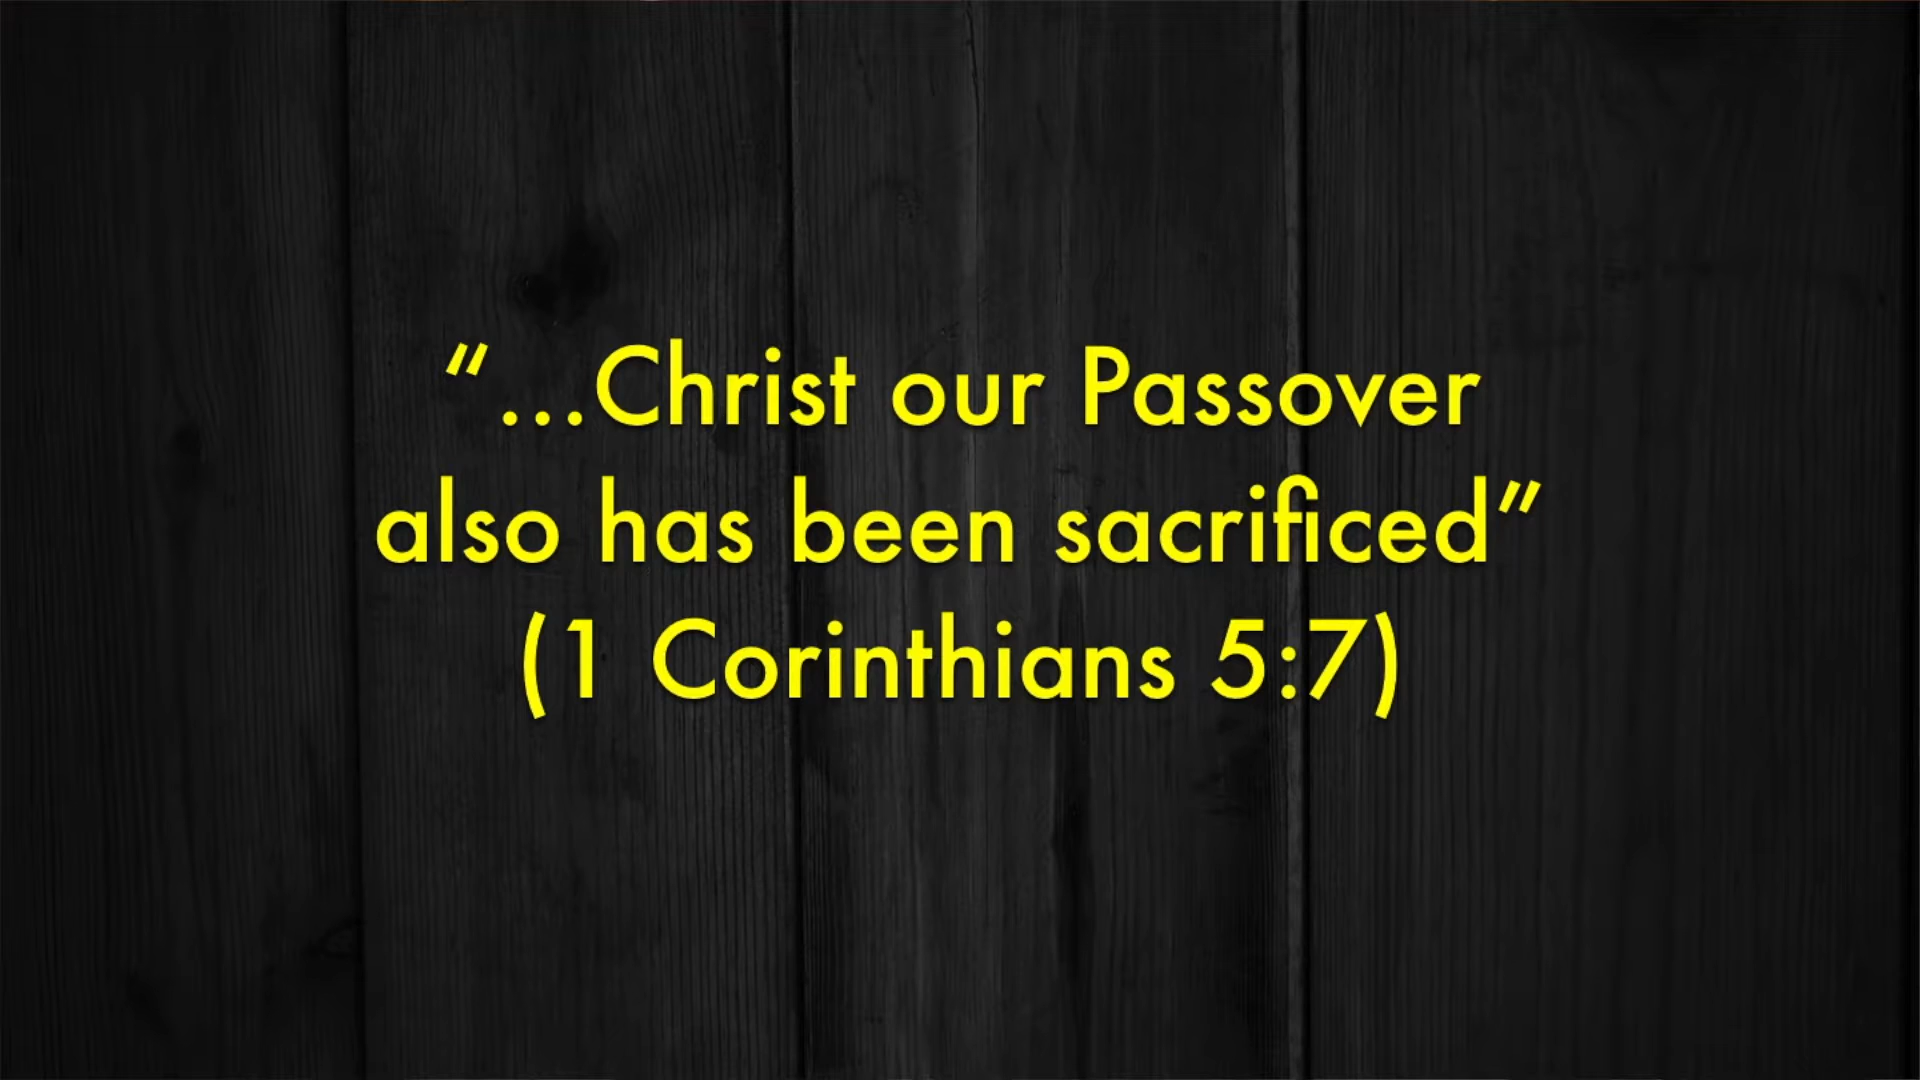 “…Christ our Passover
also has been sacrificed”
(1 Corinthians 5:7)